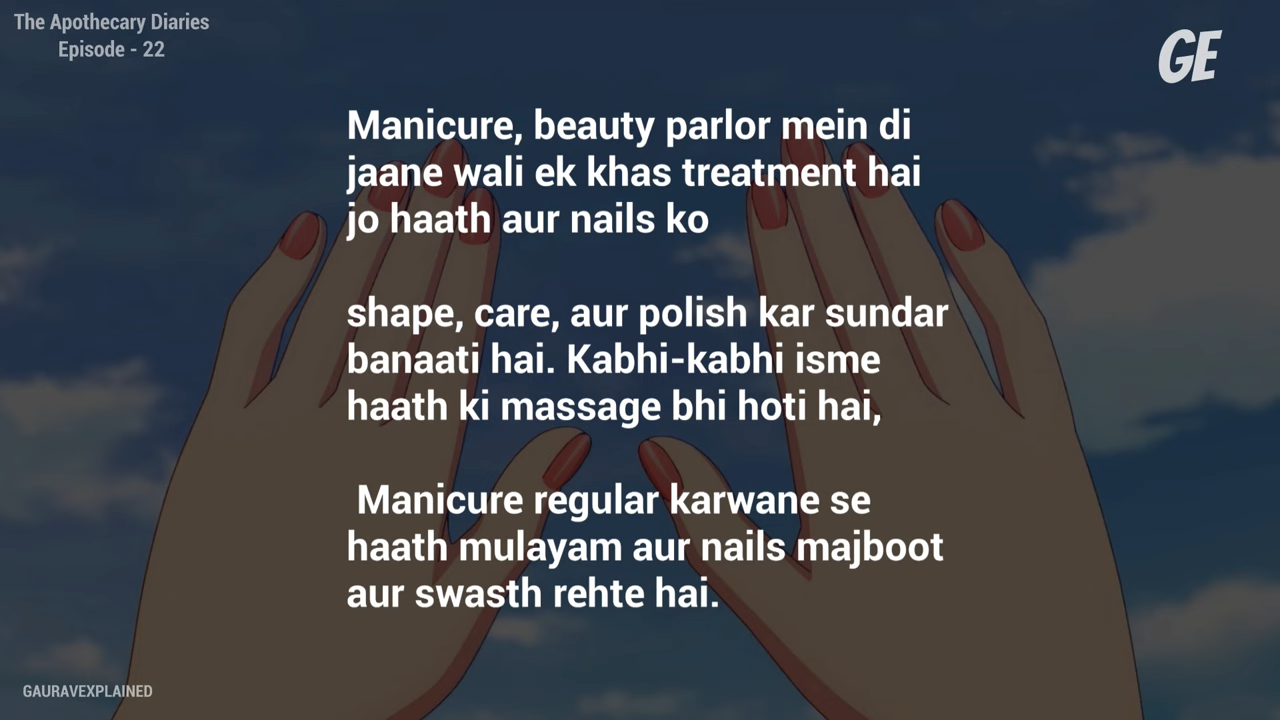 The Apothecary Diaries
Episode - 22
GE
Manicure, beauty parlor mein di
jaane wali ek khas treatment hai
jo haath aur nails ko
shape, care, aur polish kar sundar
banaati hai. Kabhi-kabhi isme
haath ki massage bhi hoti hai,
Manicure regular karwane se
haath mulayam aur nails majboot
aur swasth rehte hai.
GAURAVEXPLAINED